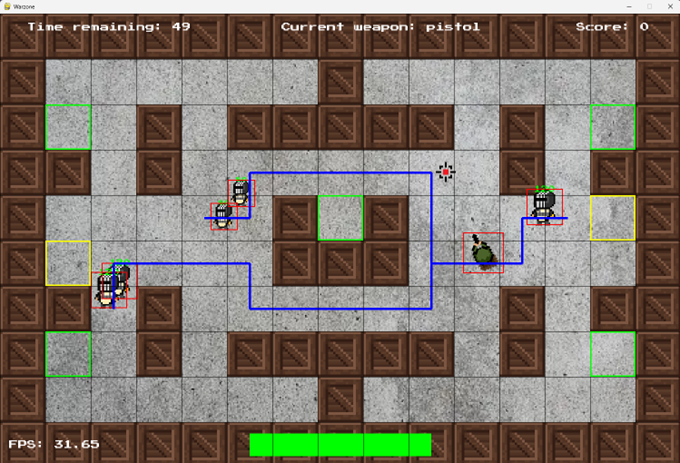 Warzone
Time remaining: 49
Current weapon: pistol
Score: 0
FPS: 31.65